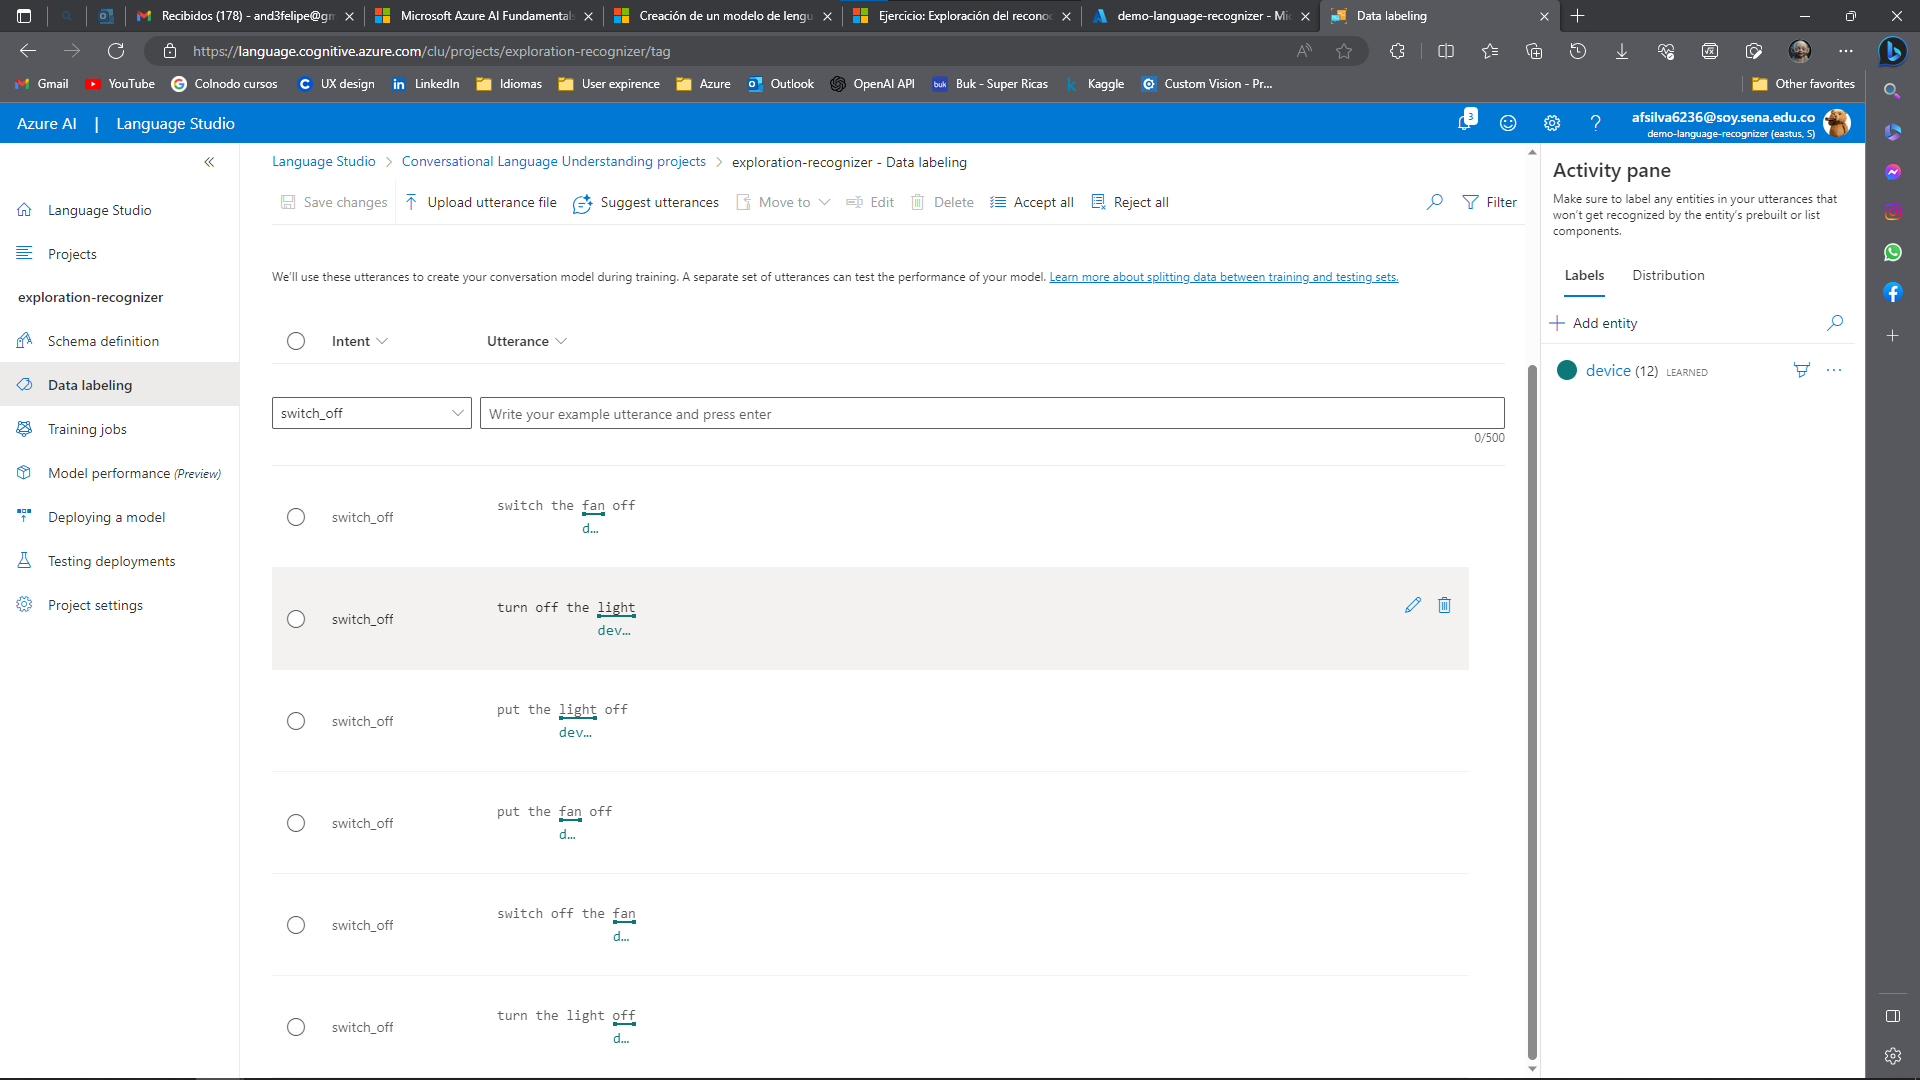 Recibidos (178) - and3felipe@gm
Microsoft Azure AI Fundamentals
Creación de un modelo de lengu
Ejercicio: Exploración del recono
demo-language-recognizer - Mic
Data labeling
https://language.cognitive.azure.com/clu/projects/exploration-recognizer/tag
Gmail
YouTube
Colnodo cursos
UX design
LinkedIn
Idiomas
User expirence
Azure
Outlook
OpenAI API
buk
Buk - Super Ricas
Kaggle
Custom Vision - Pr...
Other favorites
Azure AI | Language Studio
3
afsilva6236@soy.sena.edu.co
demo-language-recognizer (eastus, S)
Language Studio
Projects
exploration-recognizer
Schema definition
Data labeling
Training jobs
Model performance (Preview)
Deploying a model
Testing deployments
Project settings
Language Studio > Conversational Language Understanding projects > exploration-recognizer - Data labeling
Save changes
Upload utterance file
Suggest utterances
Move to
Edit
Delete
Accept all
Reject all
Filter
We'll use these utterances to create your conversation model during training. A separate set of utterances can test the performance of your model. Learn more about splitting data between training and testing sets.
Intent
Utterance
switch_off
Write your example utterance and press enter
0/500
switch_off
switch the fan off
d...
switch_off
turn off the light
dev...
switch_off
put the light off
dev...
switch_off
put the fan off
d...
switch_off
switch off the fan
d...
switch_off
turn the light off
d...
Activity pane
Make sure to label any entities in your utterances that
won't get recognized by the entity's prebuilt or list
components.
Labels
Distribution
Add entity
device (12) LEARNED